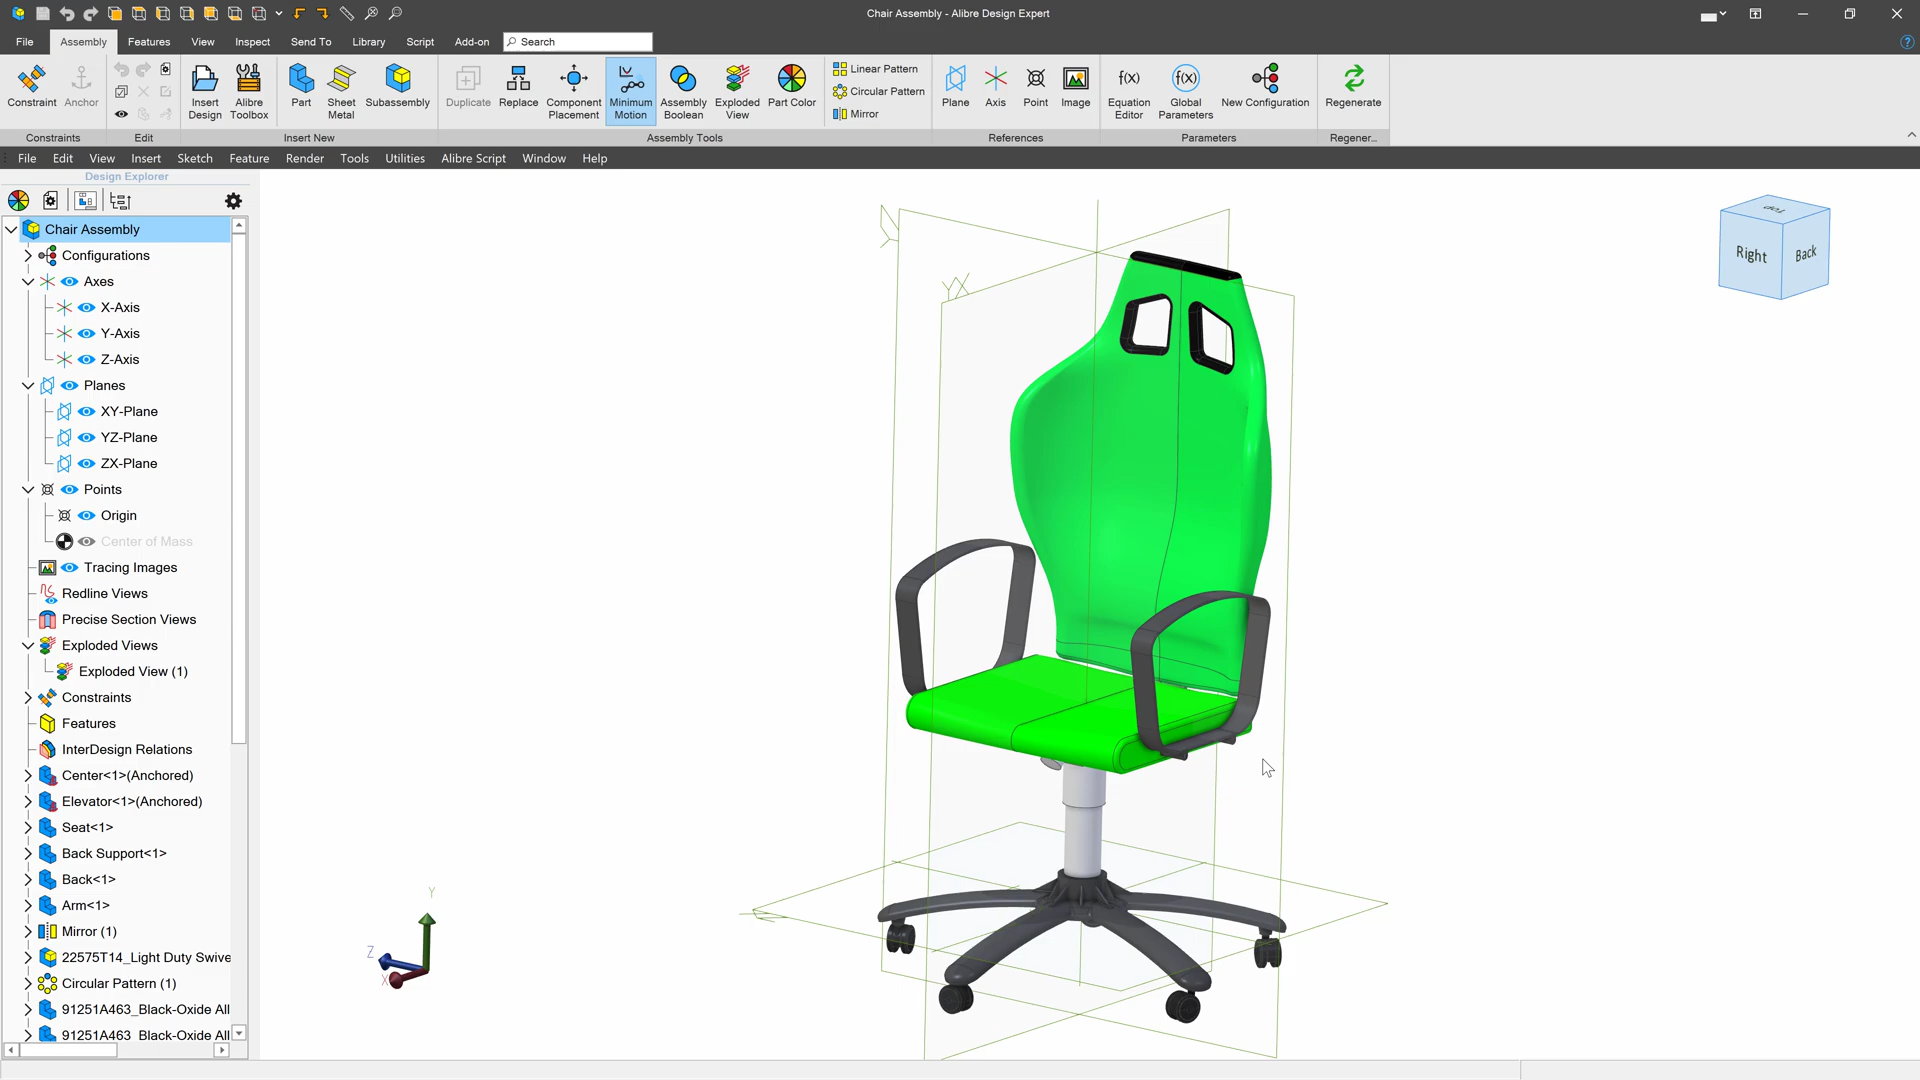 Chair Assembly - Alibre Design Expert
File Assembly Features View Inspect Send To Library Script Add-on Search
Constraint Anchor
Insert Design
Alibre Toolbox
Part
Sheet Metal
Subassembly
Duplicate
Replace
Component Placement
Minimum Motion
Assembly Boolean
Exploded View
Part Color
Linear Pattern
Circular Pattern
Mirror
Plane
Axis
Point
Image
f(x)
Equation Editor
f(x)
Global Parameters
New Configuration
Regenerate
Constraints Edit Insert New Assembly Tools References Parameters Regener...
File Edit View Insert Sketch Feature Render Tools Utilities Alibre Script Window Help
Design Explorer
Chair Assembly
Configurations
Axes
X-Axis
Y-Axis
Z-Axis
Planes
XY-Plane
YZ-Plane
ZX-Plane
Points
Origin
Center of Mass
Tracing Images
Redline Views
Precise Section Views
Exploded Views
Exploded View (1)
Constraints
Features
InterDesign Relations
Center<1>(Anchored)
Elevator<1>(Anchored)
Seat<1>
Back Support<1>
Back<1>
Arm<1>
Mirror (1)
22575T14_Light Duty Swive
Circular Pattern (1)
91251A463_Black-Oxide All
91251A463 Black-Oxide All
Top
Right
Back
Y
Z
X